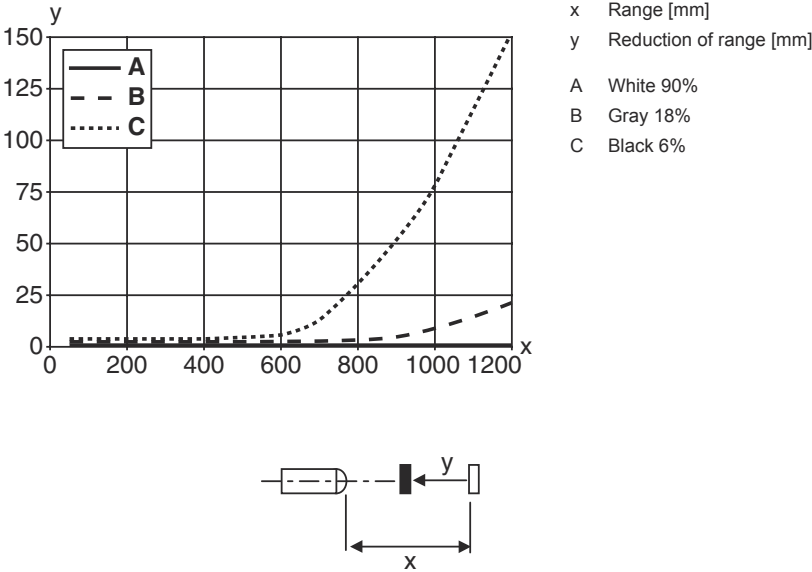 y
150
125
100
75
50
25
0
A
B
C
x
0 200 400 600 800 1000 1200
x Range [mm]
y Reduction of range [mm]
A White 90%
B Gray 18%
C Black 6%
y
x